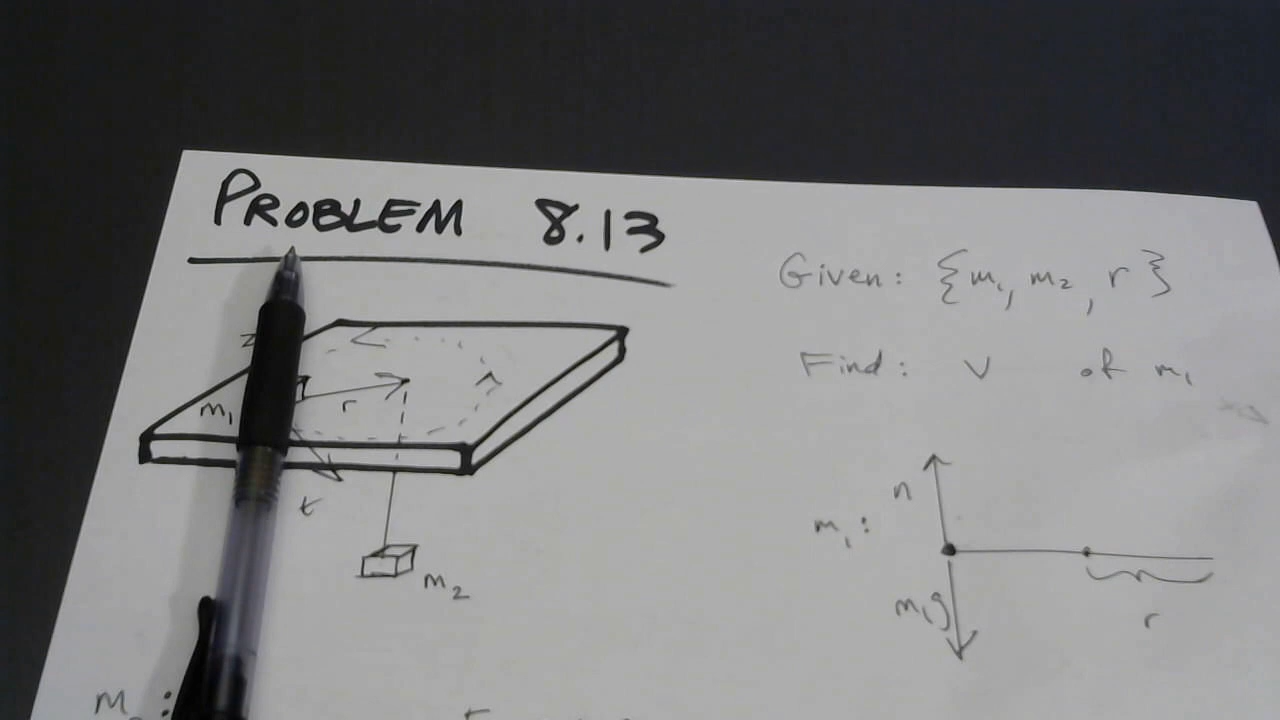 PROBLEM 8.13
Given: {m₁, m₂, r}
Find: v of m₁
z
m₁
r
t
m₂
n
m₁:
m₁g
r